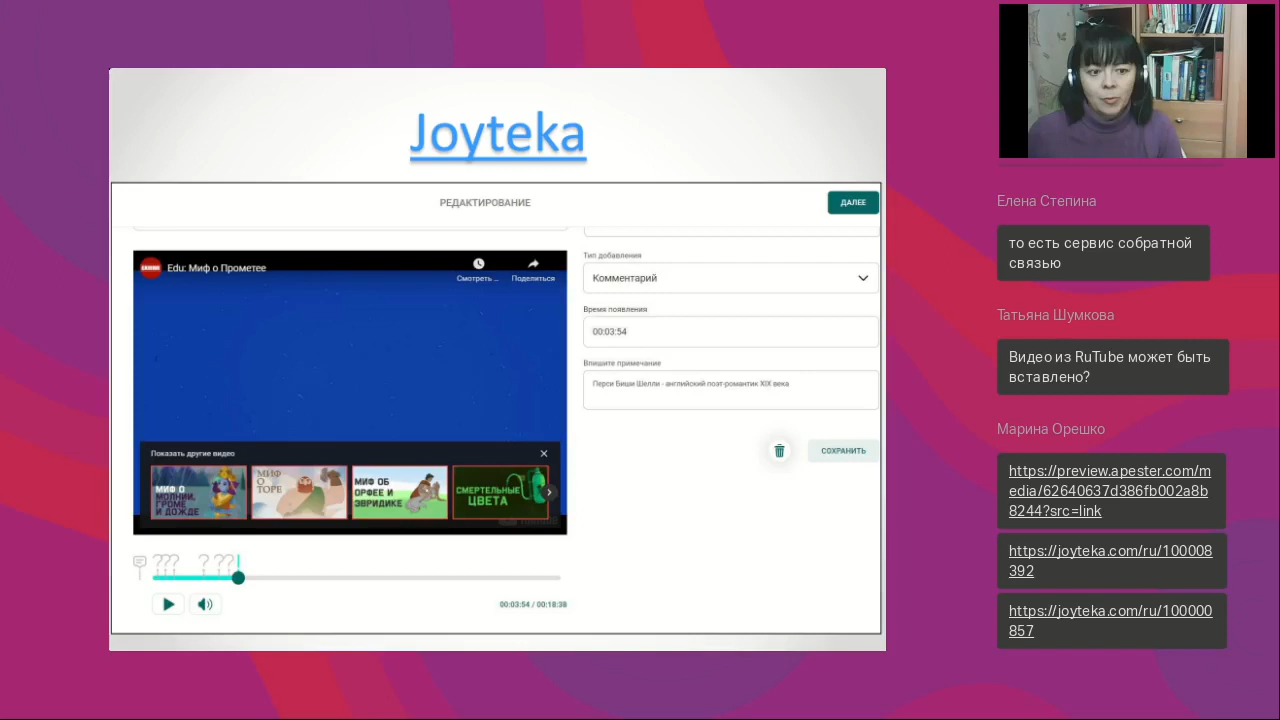 Joyteka
РЕДАКТИРОВАНИЕ
ДАЛЕЕ
Edu: Миф о Прометее
Смотреть ...
Поделиться
Показать другие видео
МИФ О
МОЛНИИ,
ГРОМЕ
И ДОЖДЕ
МИФ
О
ТОРЕ
МИФ ОБ
ОРФЕЕ И
ЭВРИДИКЕ
СМЕРТЕЛЬНЫЕ
ЦВЕТА
???
? ??
00:03:54 / 00:18:38
Тип добавления
Комментарий
Время появления
00:03:54
Впишите примечание
Перси Биши Шелли - английский поэт-романтик XIX века
СОХРАНИТЬ
Елена Степина
то есть сервис собратной
связью
Татьяна Шумкова
Видео из RuTube может быть
вставлено?
Марина Орешко
https://preview.apester.com/m
edia/62640637d386fb002a8b
8244?src=link
https://joyteka.com/ru/100008
392
https://joyteka.com/ru/100000
857